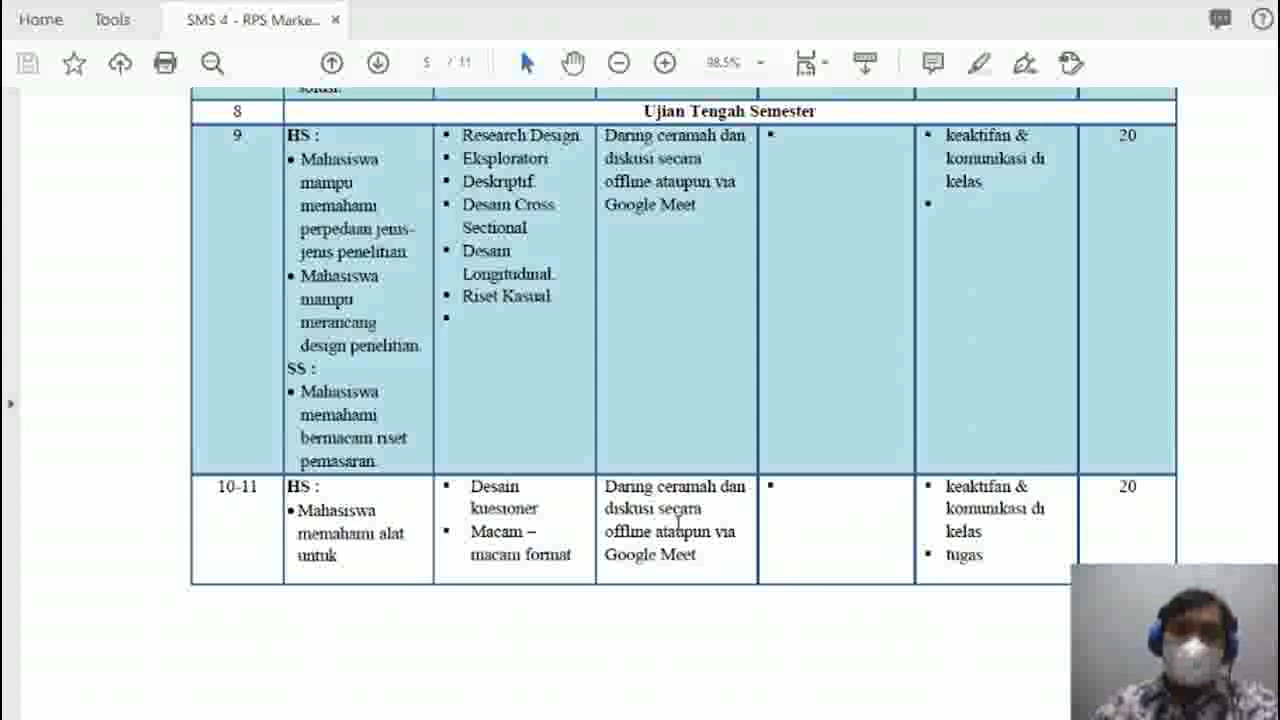 Home Tools SMS 4 - RPS Marke... ×
5 / 11 98.5%
solusi.
8 Ujian Tengah Semester
9
HS :
• Mahasiswa
mampu
memahami
perpedaan jenis-
jenis penelitian
• Mahasiswa
mampu
merancang
design penelitian.
SS :
• Mahasiswa
memahami
bermacam riset
pemasaran.
▪ Research Design
▪ Eksploratori
▪ Deskriptif.
▪ Desain Cross
Sectional
▪ Desain
Longitudinal.
▪ Riset Kasual
▪
Daring ceramah dan
diskusi secara
offline ataupun via
Google Meet
▪
▪ keaktifan &
komunikasi di
kelas
▪
20
10-11
HS :
• Mahasiswa
memahami alat
untuk
▪ Desain
kuesioner
▪ Macam –
macam format
Daring ceramah dan
diskusi secara
offline ataupun via
Google Meet
▪
▪ keaktifan &
komunikasi di
kelas
▪ tugas
20